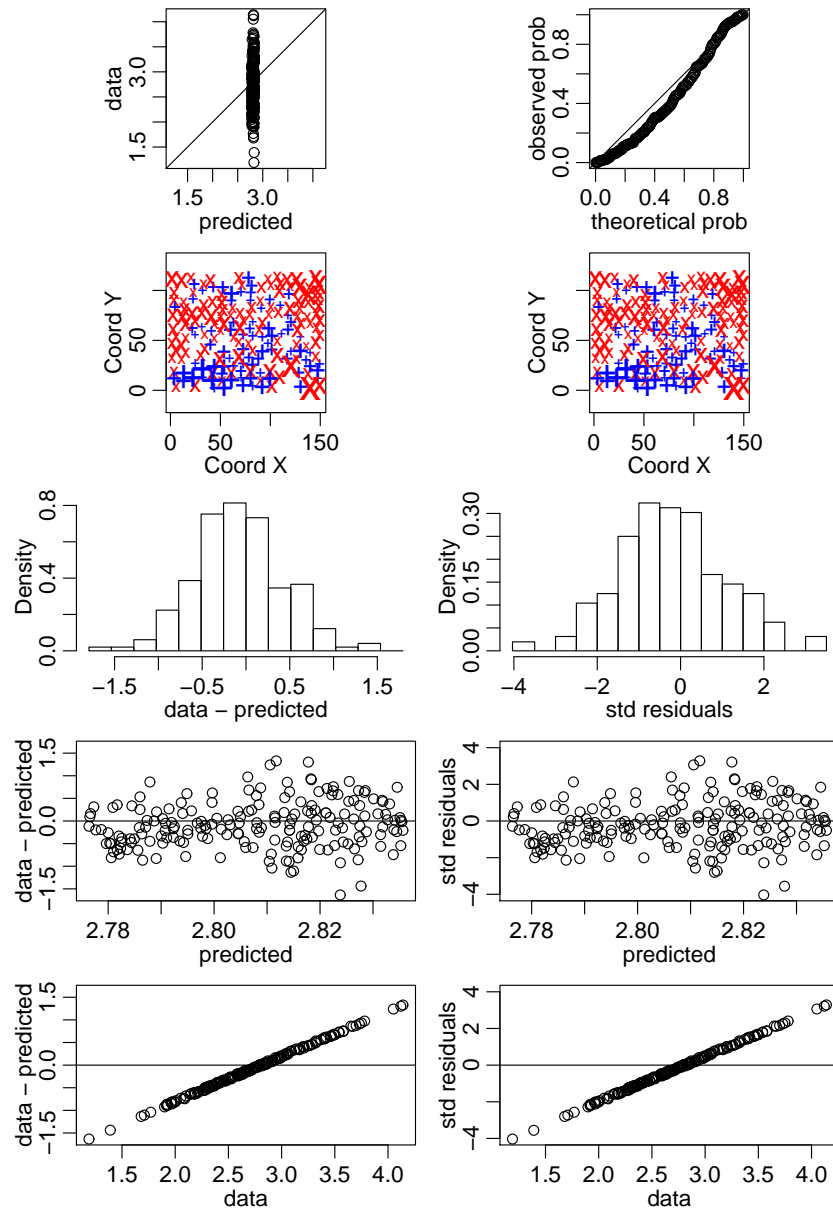 data
1.5 3.0
1.5 3.0
predicted
observed prob
0.0 0.4 0.8
0.0 0.4 0.8
theoretical prob
Coord Y
0 50
0 50 150
Coord X
Coord Y
0 50
0 50 150
Coord X
Density
0.0 0.4 0.8
−1.5 −0.5 0.5 1.5
data − predicted
Density
0.00 0.15 0.30
−4 −2 0 2
std residuals
data − predicted
−1.5 0.0 1.5
2.78 2.80 2.82
predicted
std residuals
−4 0 2 4
2.78 2.80 2.82
predicted
data − predicted
−1.5 0.0 1.5
1.5 2.0 2.5 3.0 3.5 4.0
data
std residuals
−4 0 2 4
1.5 2.0 2.5 3.0 3.5 4.0
data